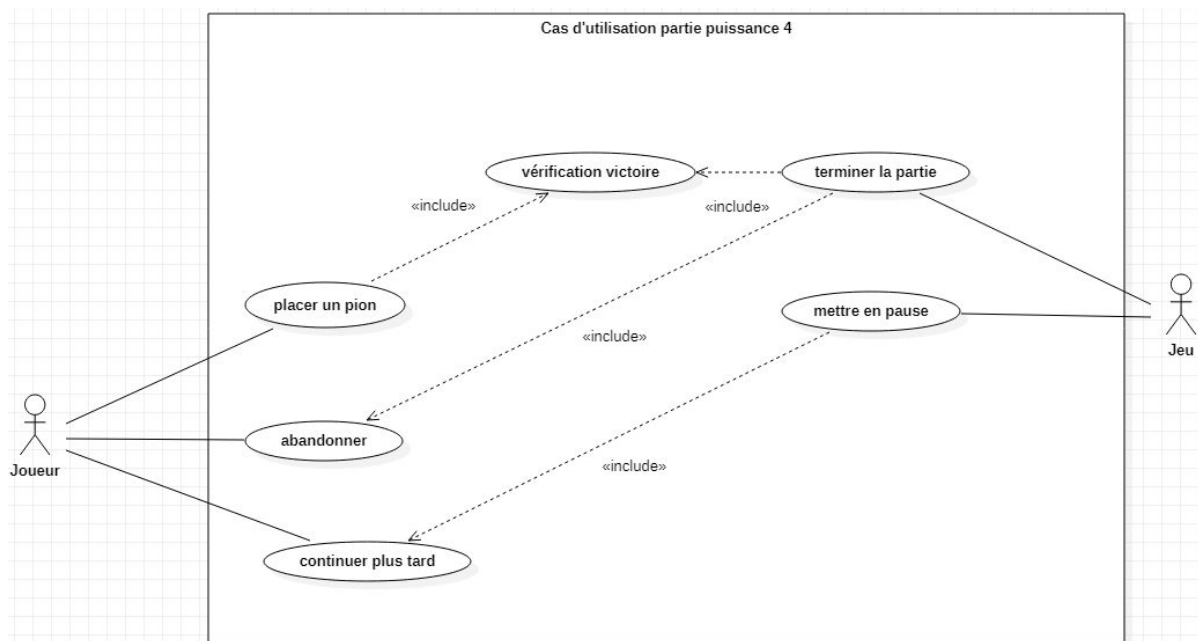 Cas d'utilisation partie puissance 4
vérification victoire
terminer la partie
«include»
«include»
placer un pion
mettre en pause
Jeu
«include»
abandonner
Joueur
«include»
continuer plus tard